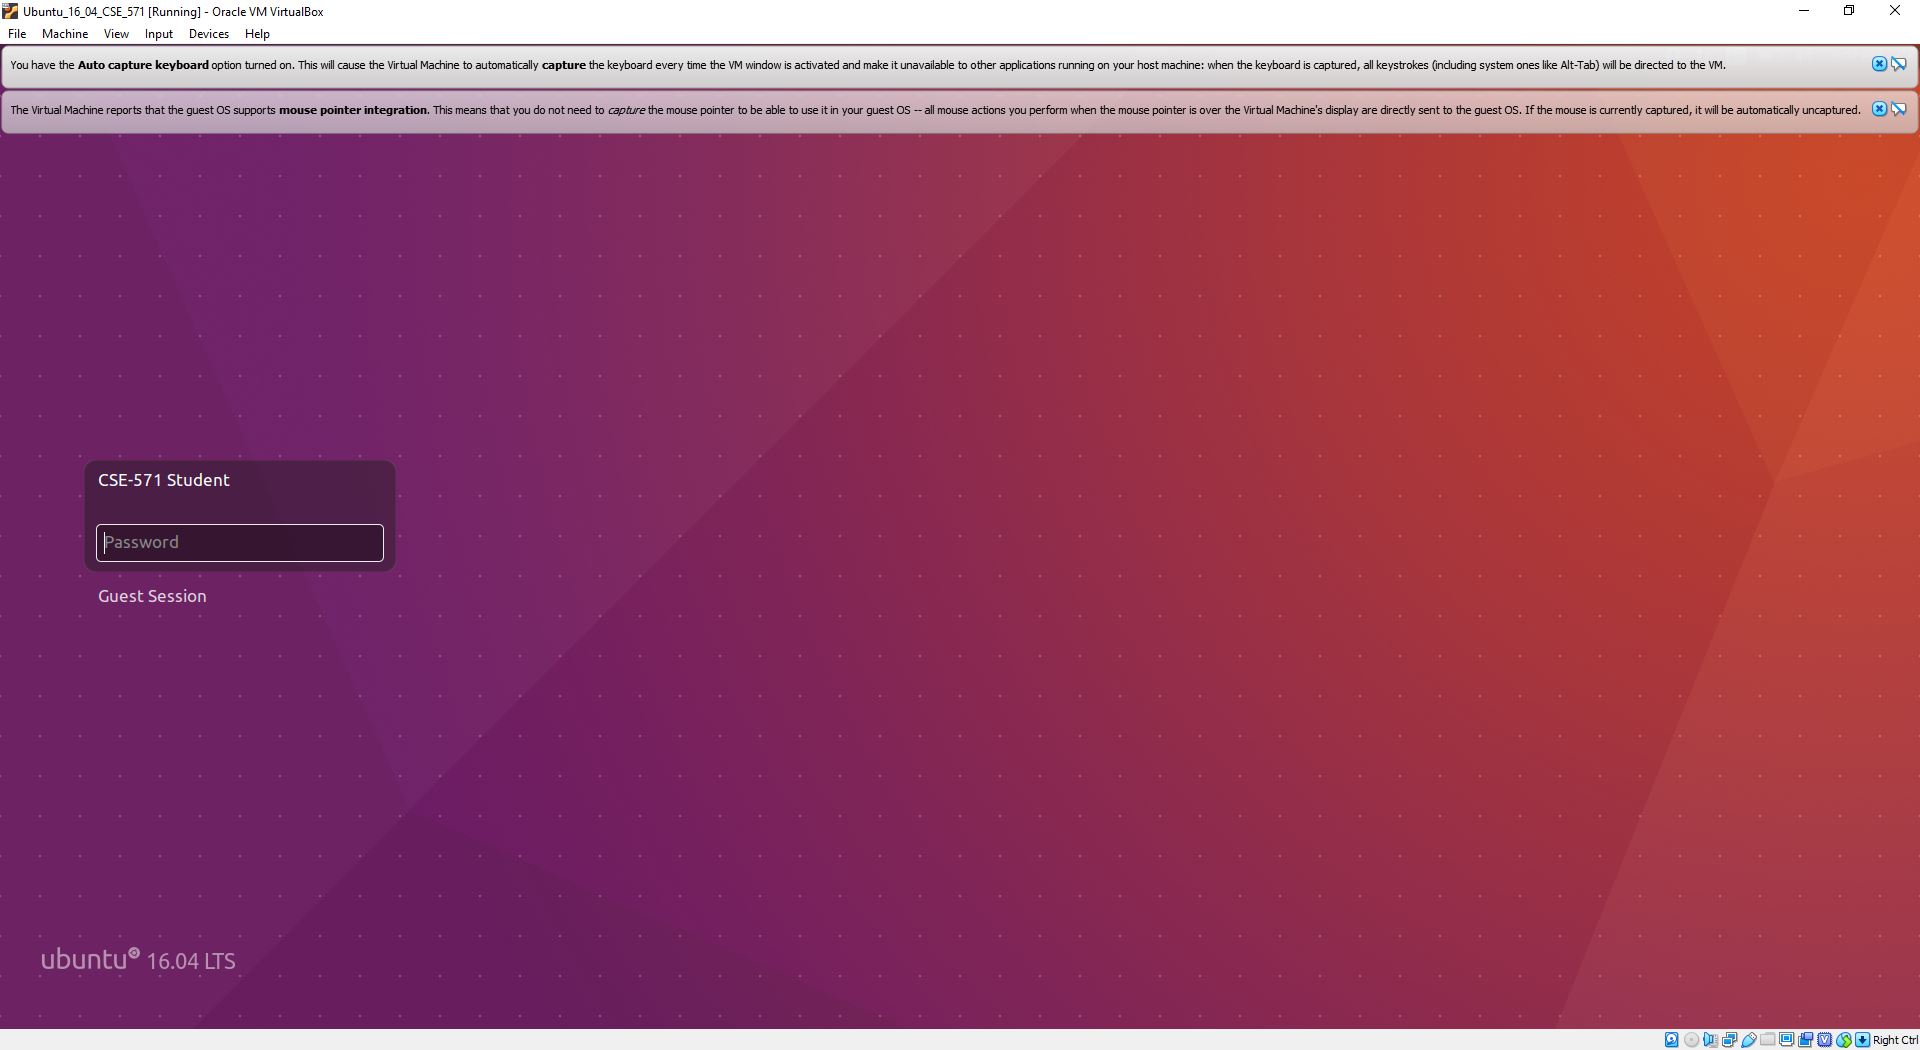 Ubuntu_16_04_CSE_571 [Running] - Oracle VM VirtualBox
File Machine View Input Devices Help
You have the Auto capture keyboard option turned on. This will cause the Virtual Machine to automatically capture the keyboard every time the VM window is activated and make it unavailable to other applications running on your host machine: when the keyboard is captured, all keystrokes (including system ones like Alt-Tab) will be directed to the VM.
The Virtual Machine reports that the guest OS supports mouse pointer integration. This means that you do not need to capture the mouse pointer to be able to use it in your guest OS -- all mouse actions you perform when the mouse pointer is over the Virtual Machine's display are directly sent to the guest OS. If the mouse is currently captured, it will be automatically uncaptured.
CSE-571 Student
Password
Guest Session
ubuntu 16.04 LTS
Right Ctrl